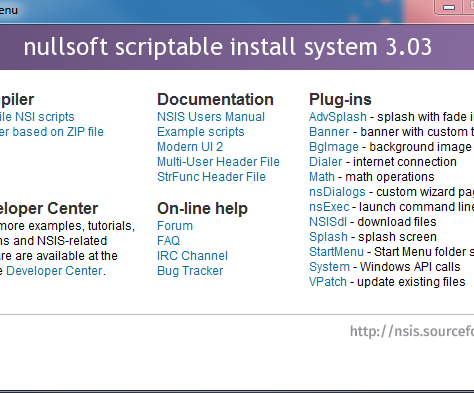 enu
nullsoft scriptable install system 3.03
piler
ile NSI scripts
er based on ZIP file
Documentation
NSIS Users Manual
Example scripts
Modern UI 2
Multi-User Header File
StrFunc Header File
Plug-ins
AdvSplash - splash with fade i
Banner - banner with custom t
BgImage - background image
Dialer - internet connection
Math - math operations
nsDialogs - custom wizard pag
nsExec - launch command line
NSISdl - download files
Splash - splash screen
StartMenu - Start Menu folder s
System - Windows API calls
VPatch - update existing files
eloper Center
more examples, tutorials,
ns and NSIS-related
are are available at the
e Developer Center.
On-line help
Forum
FAQ
IRC Channel
Bug Tracker
http://nsis.sourcefo